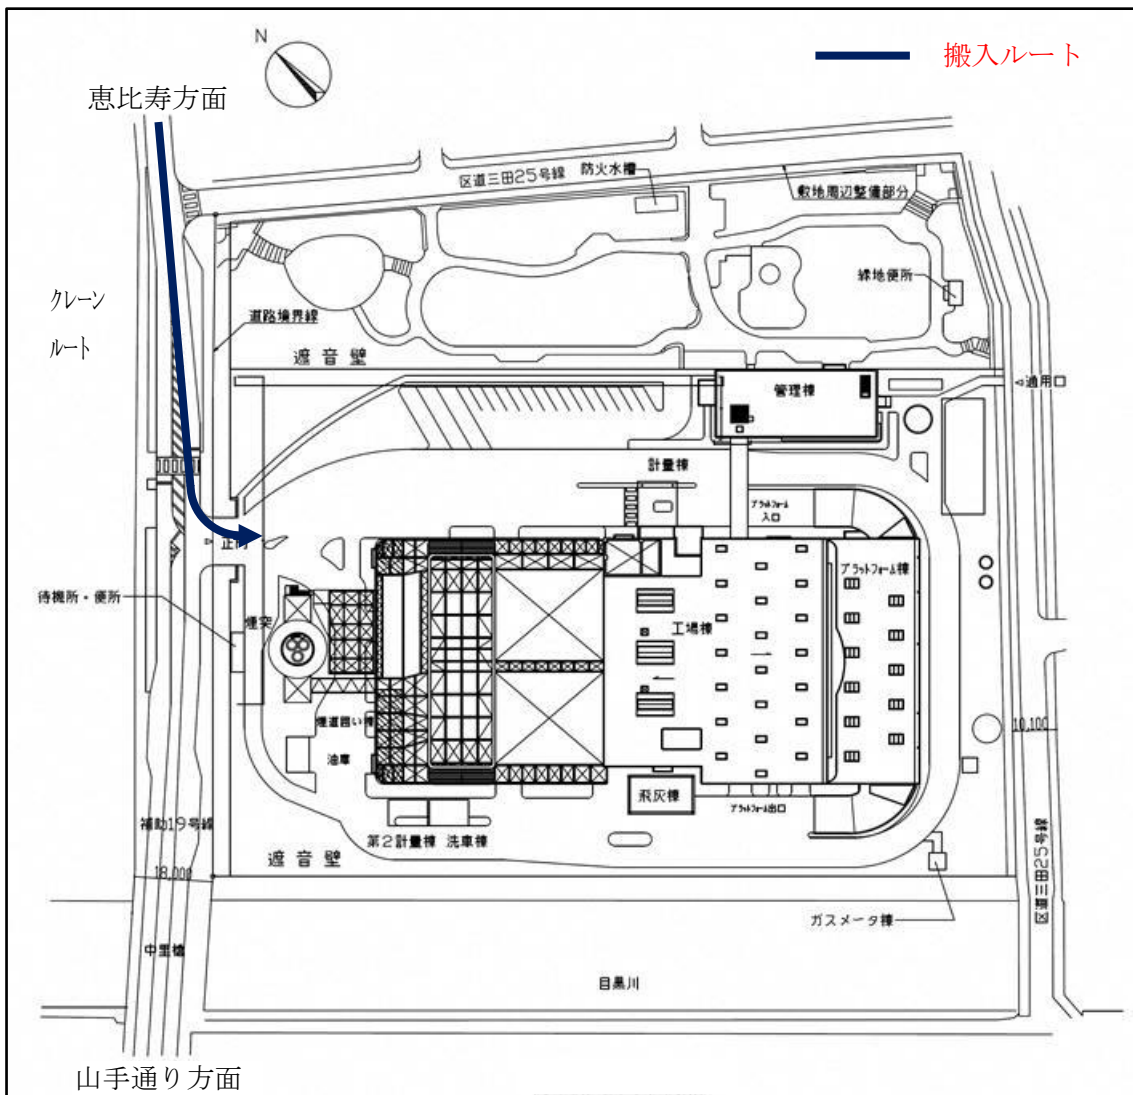 N
搬入ルート
恵比寿方面
区道三田25号線
防火水槽
敷地周辺整備部分
緑地便所
クレーン
ルート
道路境界線
遮音壁
管理棟
◁通用口
計量棟
プラットフォーム
入口
▷ 正門
プラットフォーム棟
待機所・便所
煙突
工場棟
煙道囲い棟
10,100
油庫
飛灰棟
プラットフォーム出口
補助19号線
第2計量棟
洗車棟
遮音壁
18,000
区道三田25号線
ガスメータ棟
中里橋
目黒川
山手通り方面